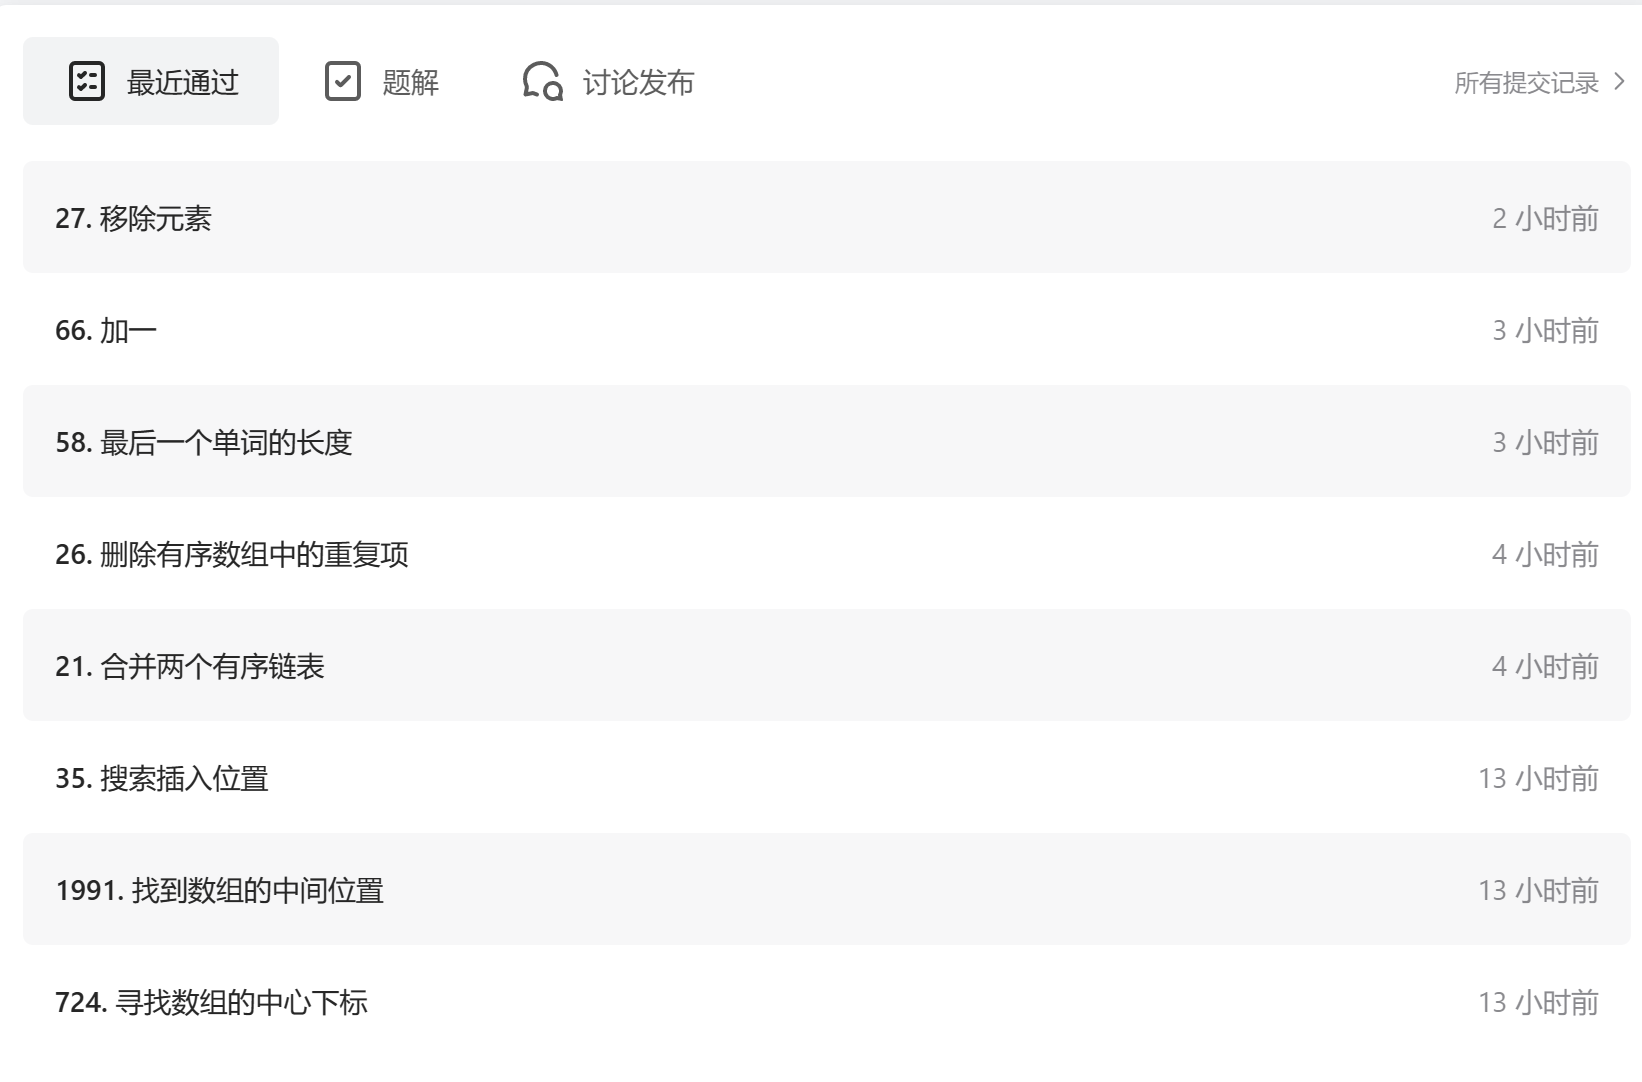 最近通过 题解 讨论发布 所有提交记录
27. 移除元素 2 小时前
66. 加一 3 小时前
58. 最后一个单词的长度 3 小时前
26. 删除有序数组中的重复项 4 小时前
21. 合并两个有序链表 4 小时前
35. 搜索插入位置 13 小时前
1991. 找到数组的中间位置 13 小时前
724. 寻找数组的中心下标 13 小时前